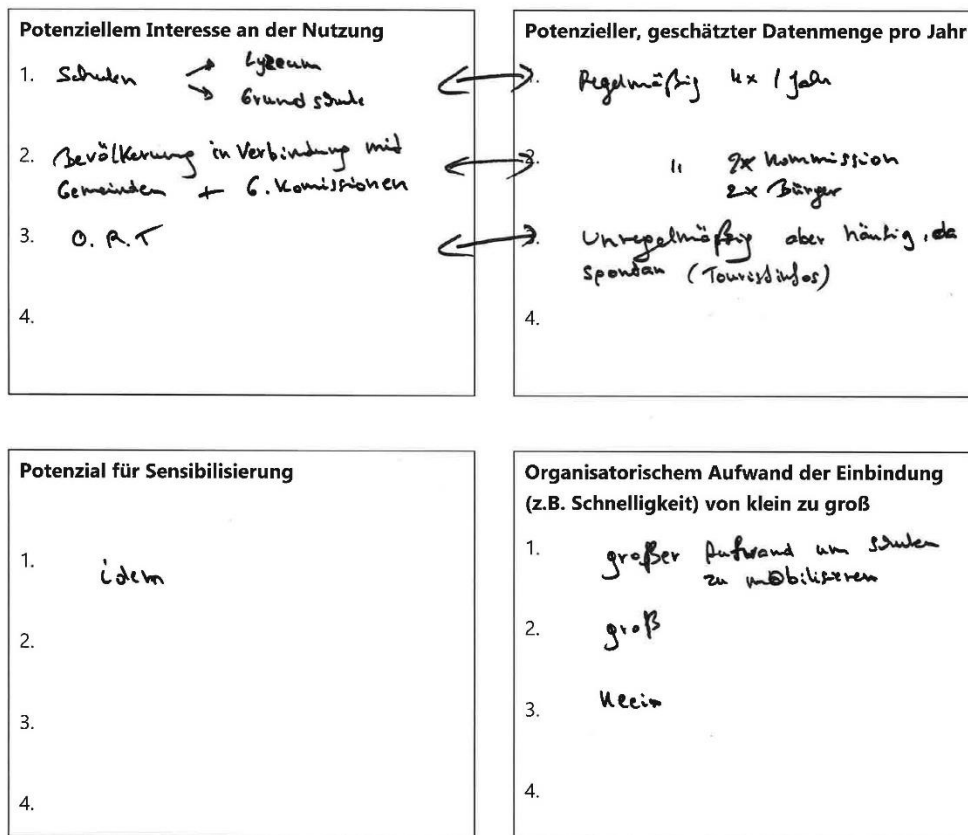 Potenziellem Interesse an der Nutzung
1. Schulen → Lyzeum
→ Grundschule
2. Bevölkerung in Verbindung mit
Gemeinden + G. Komissionen
3. O. R. T
4.
Potenzieller, geschätzter Datenmenge pro Jahr
1. Regelmäßig 4x / Jahr
2. " 2x Kommission
2x Bürger
3. Unregelmäßig aber häufig, da
spontan (Touristinfos)
4.
Potenzial für Sensibilisierung
1. idem
2.
3.
4.
Organisatorischem Aufwand der Einbindung
(z.B. Schnelligkeit) von klein zu groß
1. großer Aufwand um Schulen
zu mobilisieren
2. groß
3. klein
4.